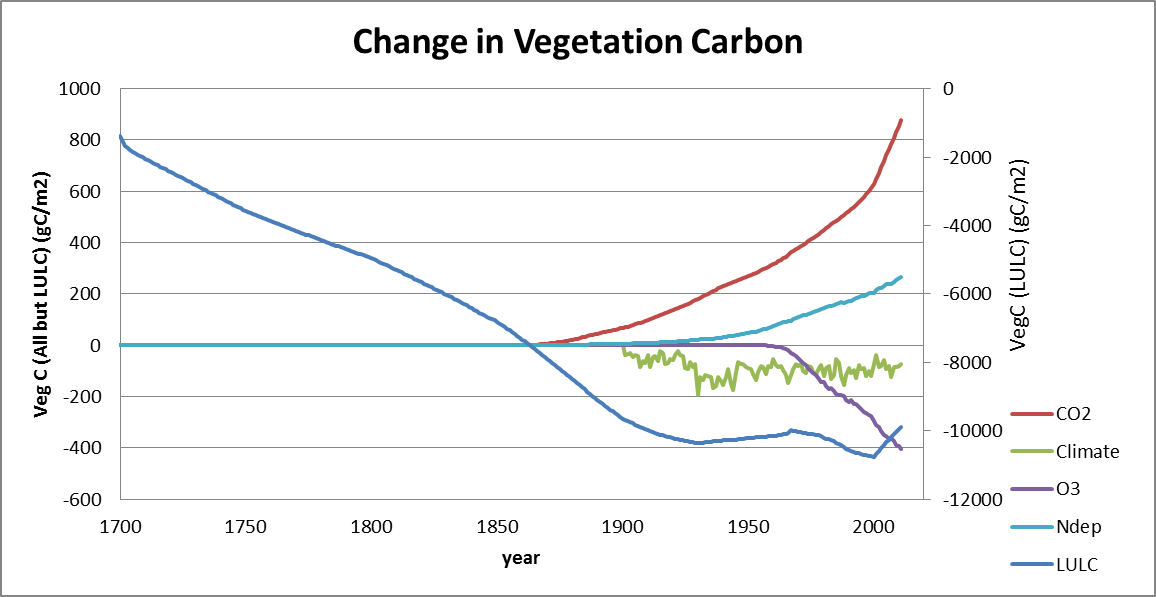 Change in Vegetation Carbon
Veg C (All but LULC) (gC/m2)
1000
800
600
400
200
0
-200
-400
-600
1700
1750
1800
1850
1900
1950
2000
year
0
-2000
-4000
-6000
-8000
-10000
-12000
VegC (LULC) (gC/m2)
CO2
Climate
O3
Ndep
LULC